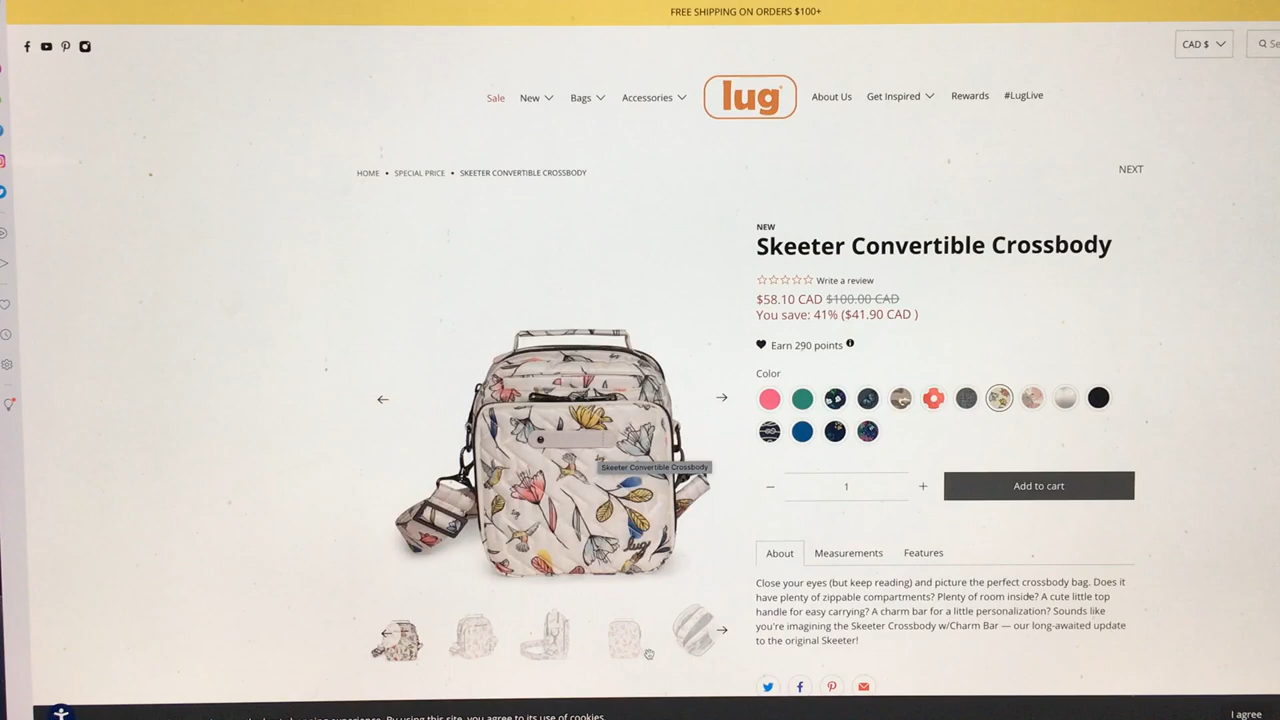 FREE SHIPPING ON ORDERS $100+
CAD $
Se
Sale
New
Bags
Accessories
lug
About Us
Get Inspired
Rewards
#LugLive
HOME • SPECIAL PRICE • SKEETER CONVERTIBLE CROSSBODY
NEXT
NEW
Skeeter Convertible Crossbody
Write a review
$58.10 CAD $100.00 CAD
You save: 41% ($41.90 CAD )
Earn 290 points
Color
lug
Skeeter Convertible Crossbody
− 1 +
Add to cart
About
Measurements
Features
Close your eyes (but keep reading) and picture the perfect crossbody bag. Does it
have plenty of zippable compartments? Plenty of room inside? A cute little top
handle for easy carrying? A charm bar for a little personalization? Sounds like
you're imagining the Skeeter Crossbody w/Charm Bar — our long-awaited update
to the original Skeeter!
experience. By using this site, you agree to its use of cookies.
I agree